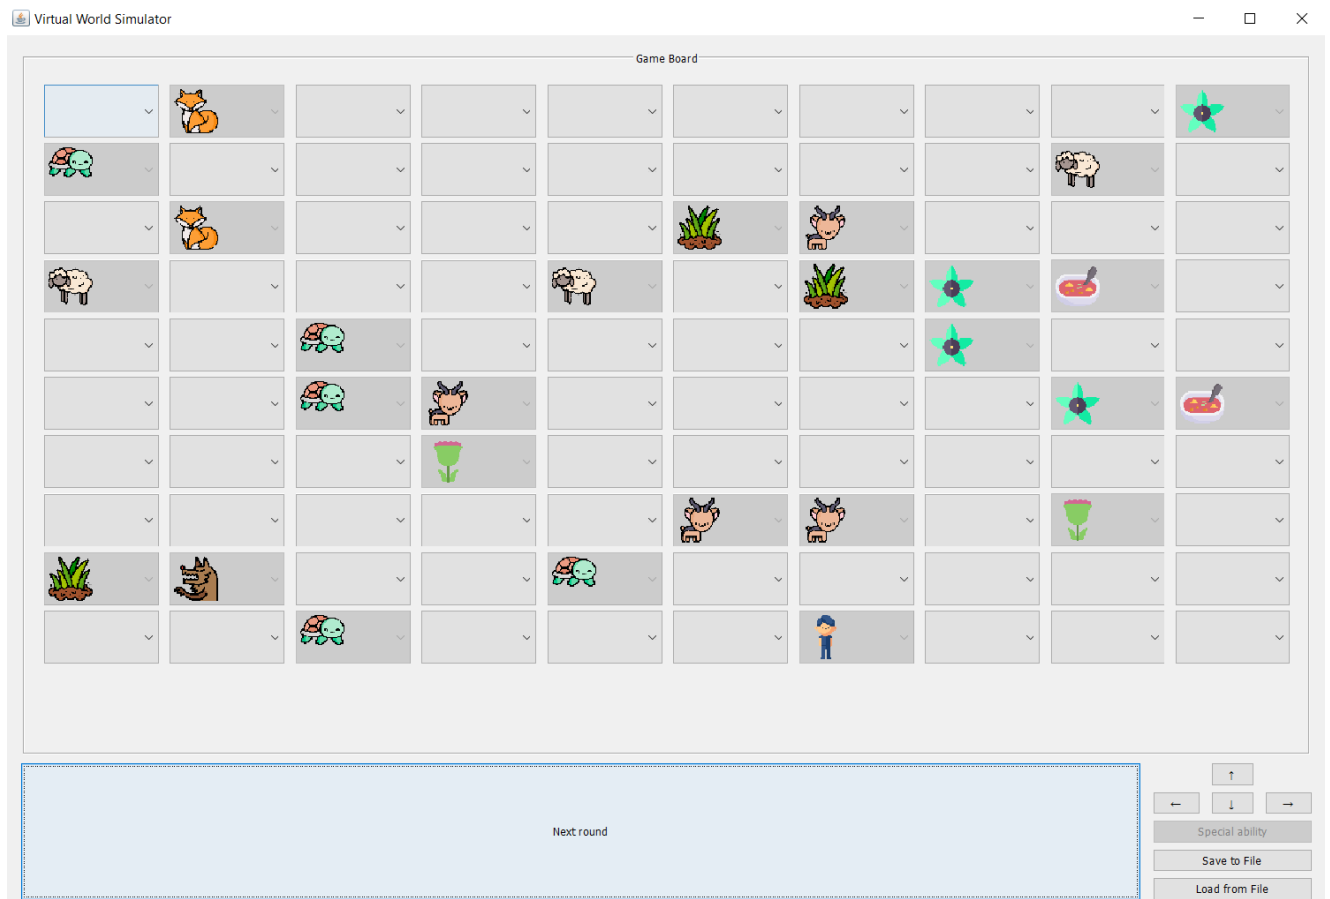 Virtual World Simulator
Game Board
Next round
↑
← ↓ →
Special ability
Save to File
Load from File